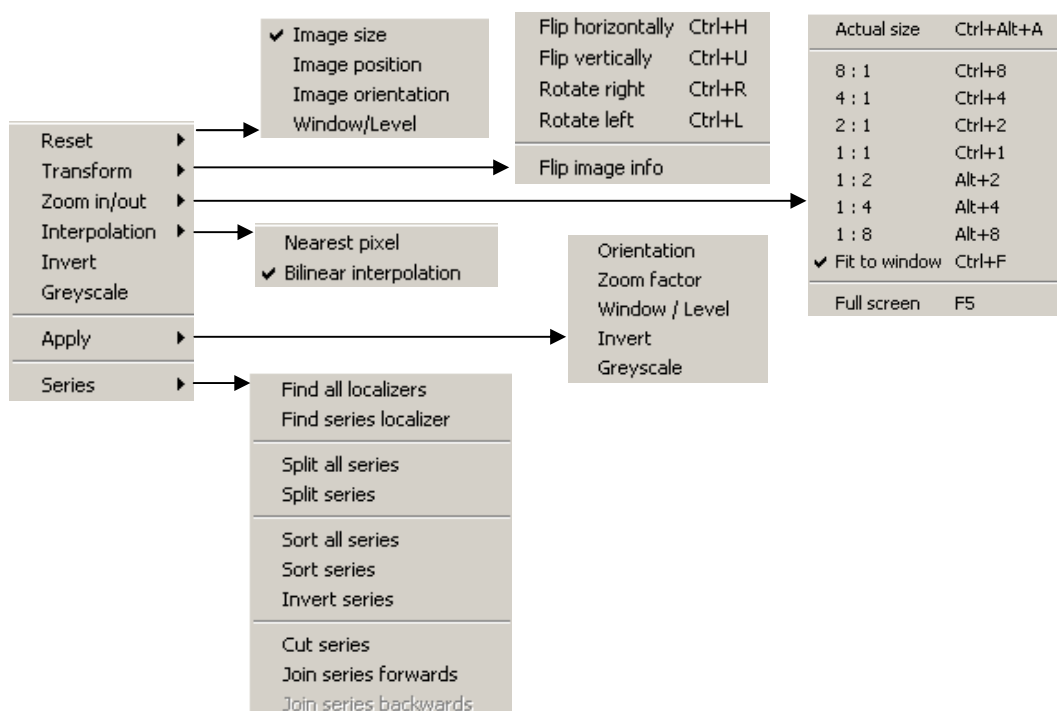 Reset
Transform
Zoom in/out
Interpolation
Invert
Greyscale
Apply
Series
Image size
Image position
Image orientation
Window/Level
Flip horizontally Ctrl+H
Flip vertically Ctrl+U
Rotate right Ctrl+R
Rotate left Ctrl+L
Flip image info
Actual size Ctrl+Alt+A
8 : 1 Ctrl+8
4 : 1 Ctrl+4
2 : 1 Ctrl+2
1 : 1 Ctrl+1
1 : 2 Alt+2
1 : 4 Alt+4
1 : 8 Alt+8
Fit to window Ctrl+F
Full screen F5
Nearest pixel
Bilinear interpolation
Orientation
Zoom factor
Window / Level
Invert
Greyscale
Find all localizers
Find series localizer
Split all series
Split series
Sort all series
Sort series
Invert series
Cut series
Join series forwards
Join series backwards